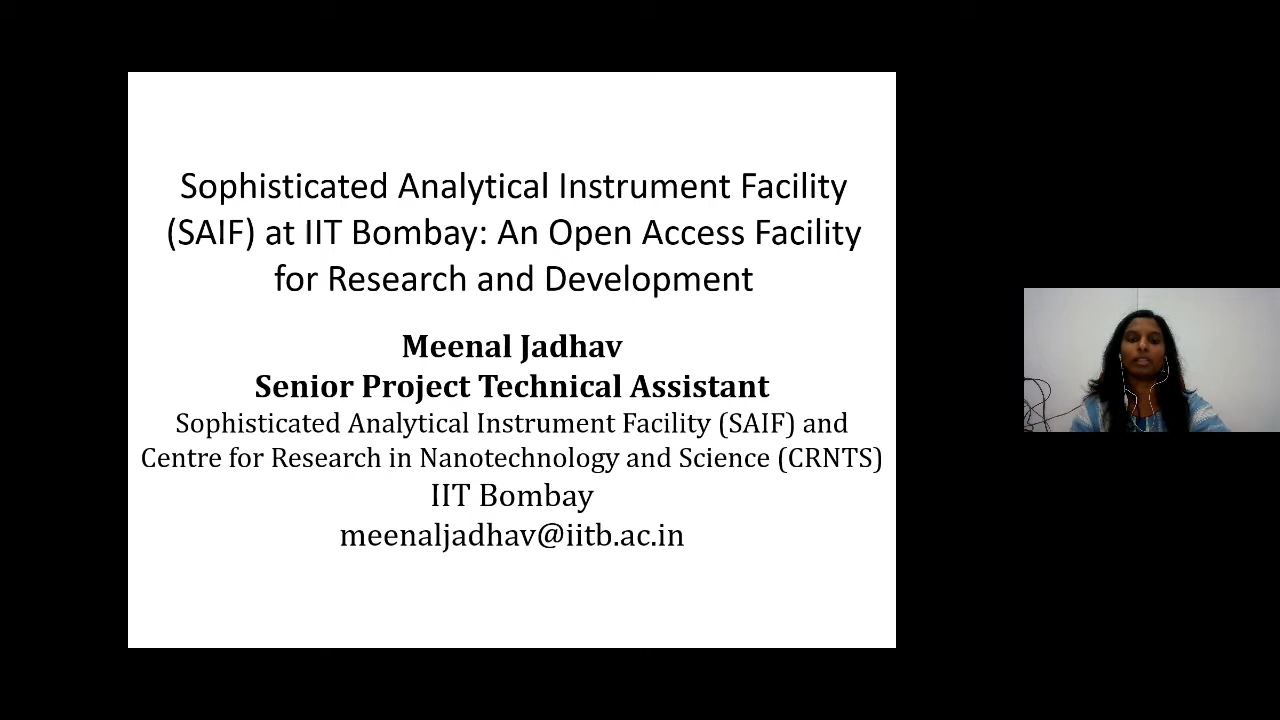 Sophisticated Analytical Instrument Facility
(SAIF) at IIT Bombay: An Open Access Facility
for Research and Development
Meenal Jadhav
Senior Project Technical Assistant
Sophisticated Analytical Instrument Facility (SAIF) and
Centre for Research in Nanotechnology and Science (CRNTS)
IIT Bombay
meenaljadhav@iitb.ac.in